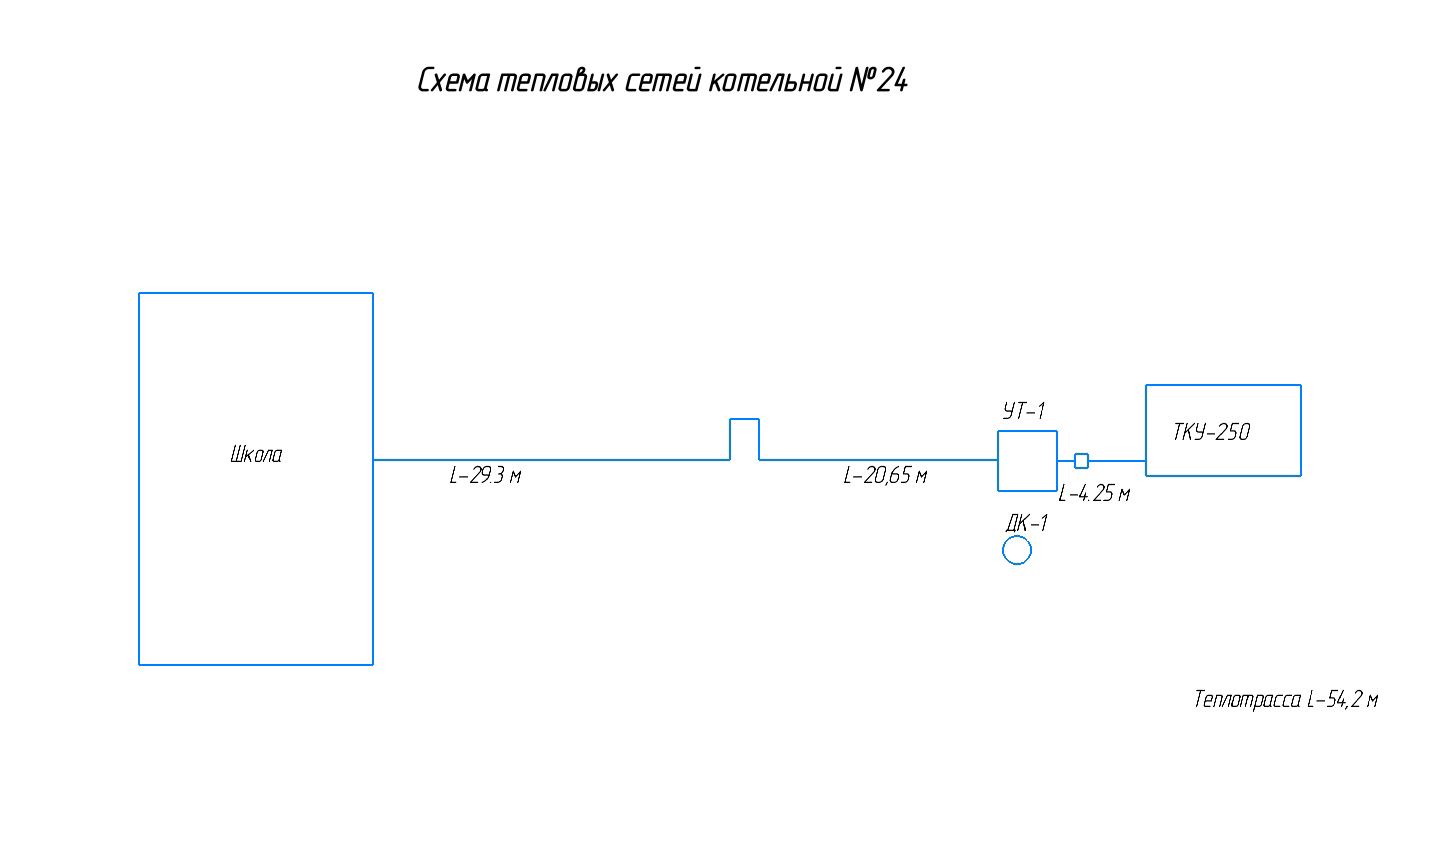 Схема тепловых сетей котельной №24
УТ-1
ТКУ-250
Школа
L-29.3 м
L-20,65 м
L-4.25 м
ДК-1
Теплотрасса L-54,2 м